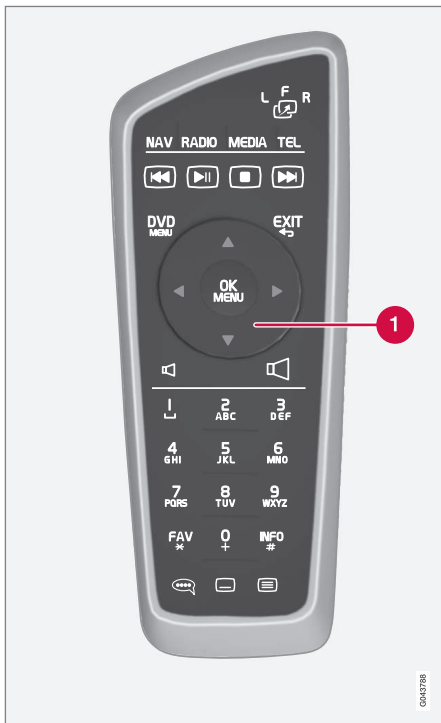 L F R
NAV RADIO MEDIA TEL
DVD
MENU
EXIT
OK
MENU
1
1 2 3
ABC DEF
4 5 6
GHI JKL MNO
7 8 9
PQRS TUV WXYZ
FAV 0 INFO
* + #
G043788